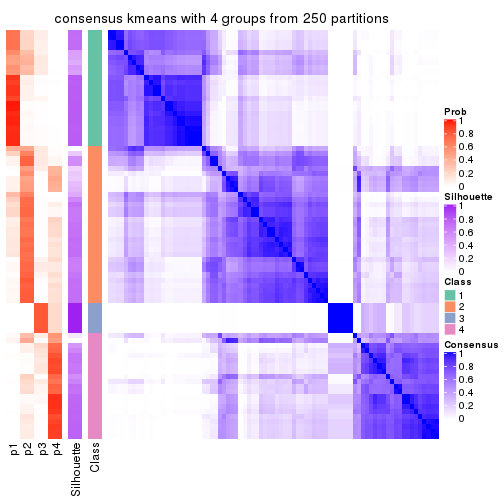 consensus kmeans with 4 groups from 250 partitions
Prob
1
0.8
0.6
0.4
0.2
0
Silhouette
1
0.8
0.6
0.4
0.2
0
Class
1
2
3
4
Consensus
1
0.8
0.6
0.4
0.2
0
p1
p2
p3
p4
Silhouette
Class